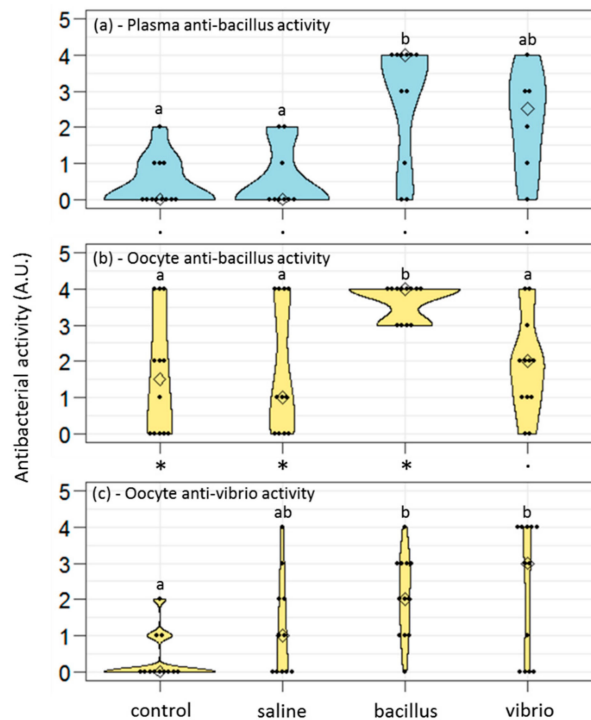 (a) - Plasma anti-bacillus activity
5
4
3
2
1
0
a
a
b
ab
. . . .
(b) - Oocyte anti-bacillus activity
5
4
3
2
1
0
a
a
b
a
* * * .
(c) - Oocyte anti-vibrio activity
5
4
3
2
1
0
a
ab
b
b
Antibacterial activity (A.U.)
control saline bacillus vibrio